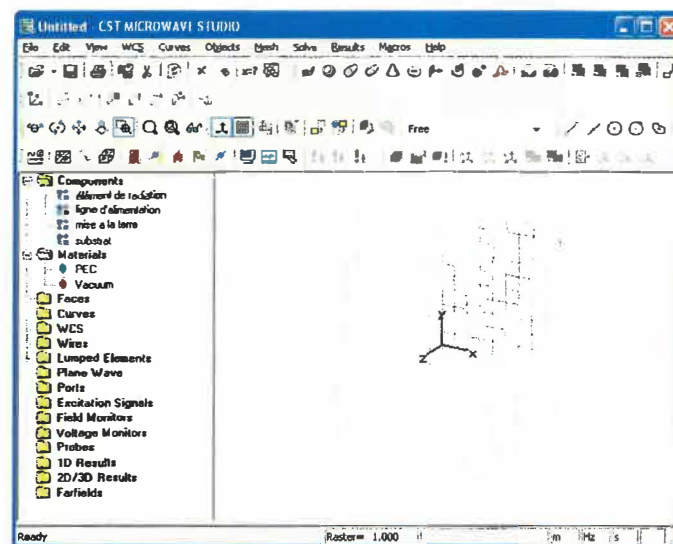 Untitled - CST MICROWAVE STUDIO
File Edit View WCS Curves Objects Mesh Solve Results Macros Help
Free
Components
élément de radiation
ligne d'alimentation
mise a la terre
substrat
Materials
PEC
Vacuum
Faces
Curves
WCS
Wires
Lumped Elements
Plane Wave
Ports
Excitation Signals
Field Monitors
Voltage Monitors
Probes
1D Results
2D/3D Results
Farfields
Y
Z X
Ready Raster= 1.000 m Hz s